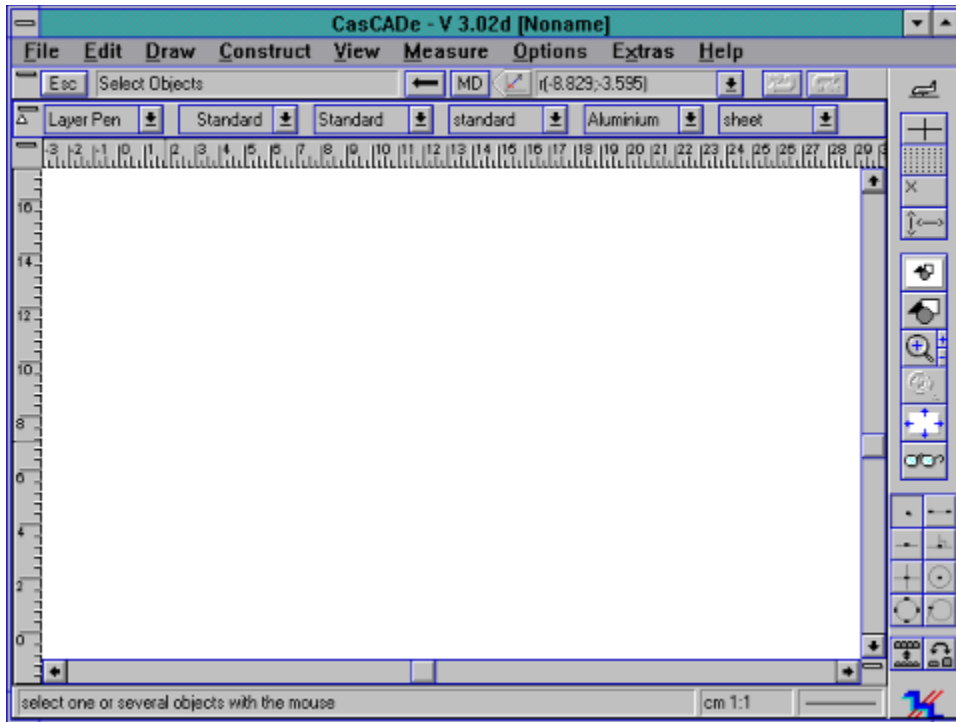 CasCADe - V 3.02d [Noname]
File Edit Draw Construct View Measure Options Extras Help
Esc Select Objects MD r(-8.829;-3.595)
Layer Pen Standard Standard standard Aluminium sheet
-3 -2 -1 0 1 2 3 4 5 6 7 8 9 10 11 12 13 14 15 16 17 18 19 20 21 22 23 24 25 26 27 28 29
16
14
12
10
8
6
4
2
0
select one or several objects with the mouse cm 1:1